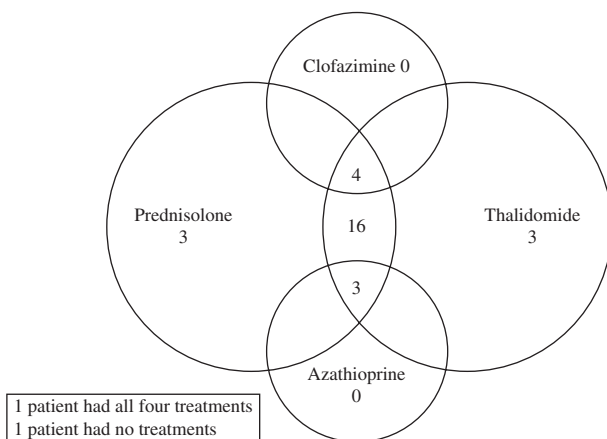 Clofazimine 0
4
Prednisolone
3
16
Thalidomide
3
3
Azathioprine
0
1 patient had all four treatments
1 patient had no treatments